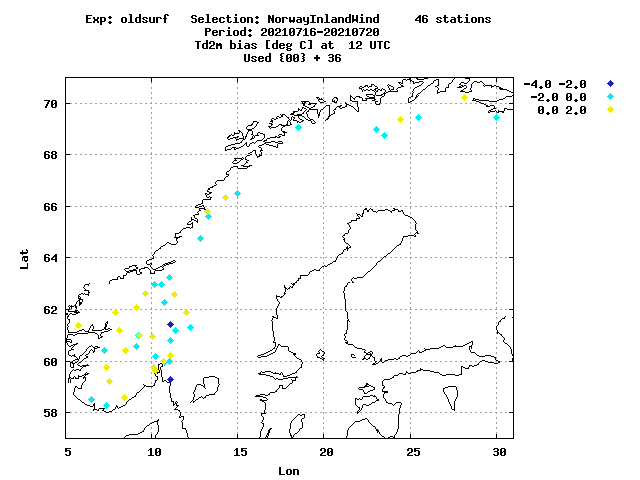 Exp: oldsurf Selection: NorwayInlandWind 46 stations
Period: 20210716-20210720
Td2m bias [deg C] at 12 UTC
Used {00} + 36
-4.0 -2.0
-2.0 0.0
0.0 2.0
70
68
66
64
62
60
58
Lat
5 10 15 20 25 30
Lon